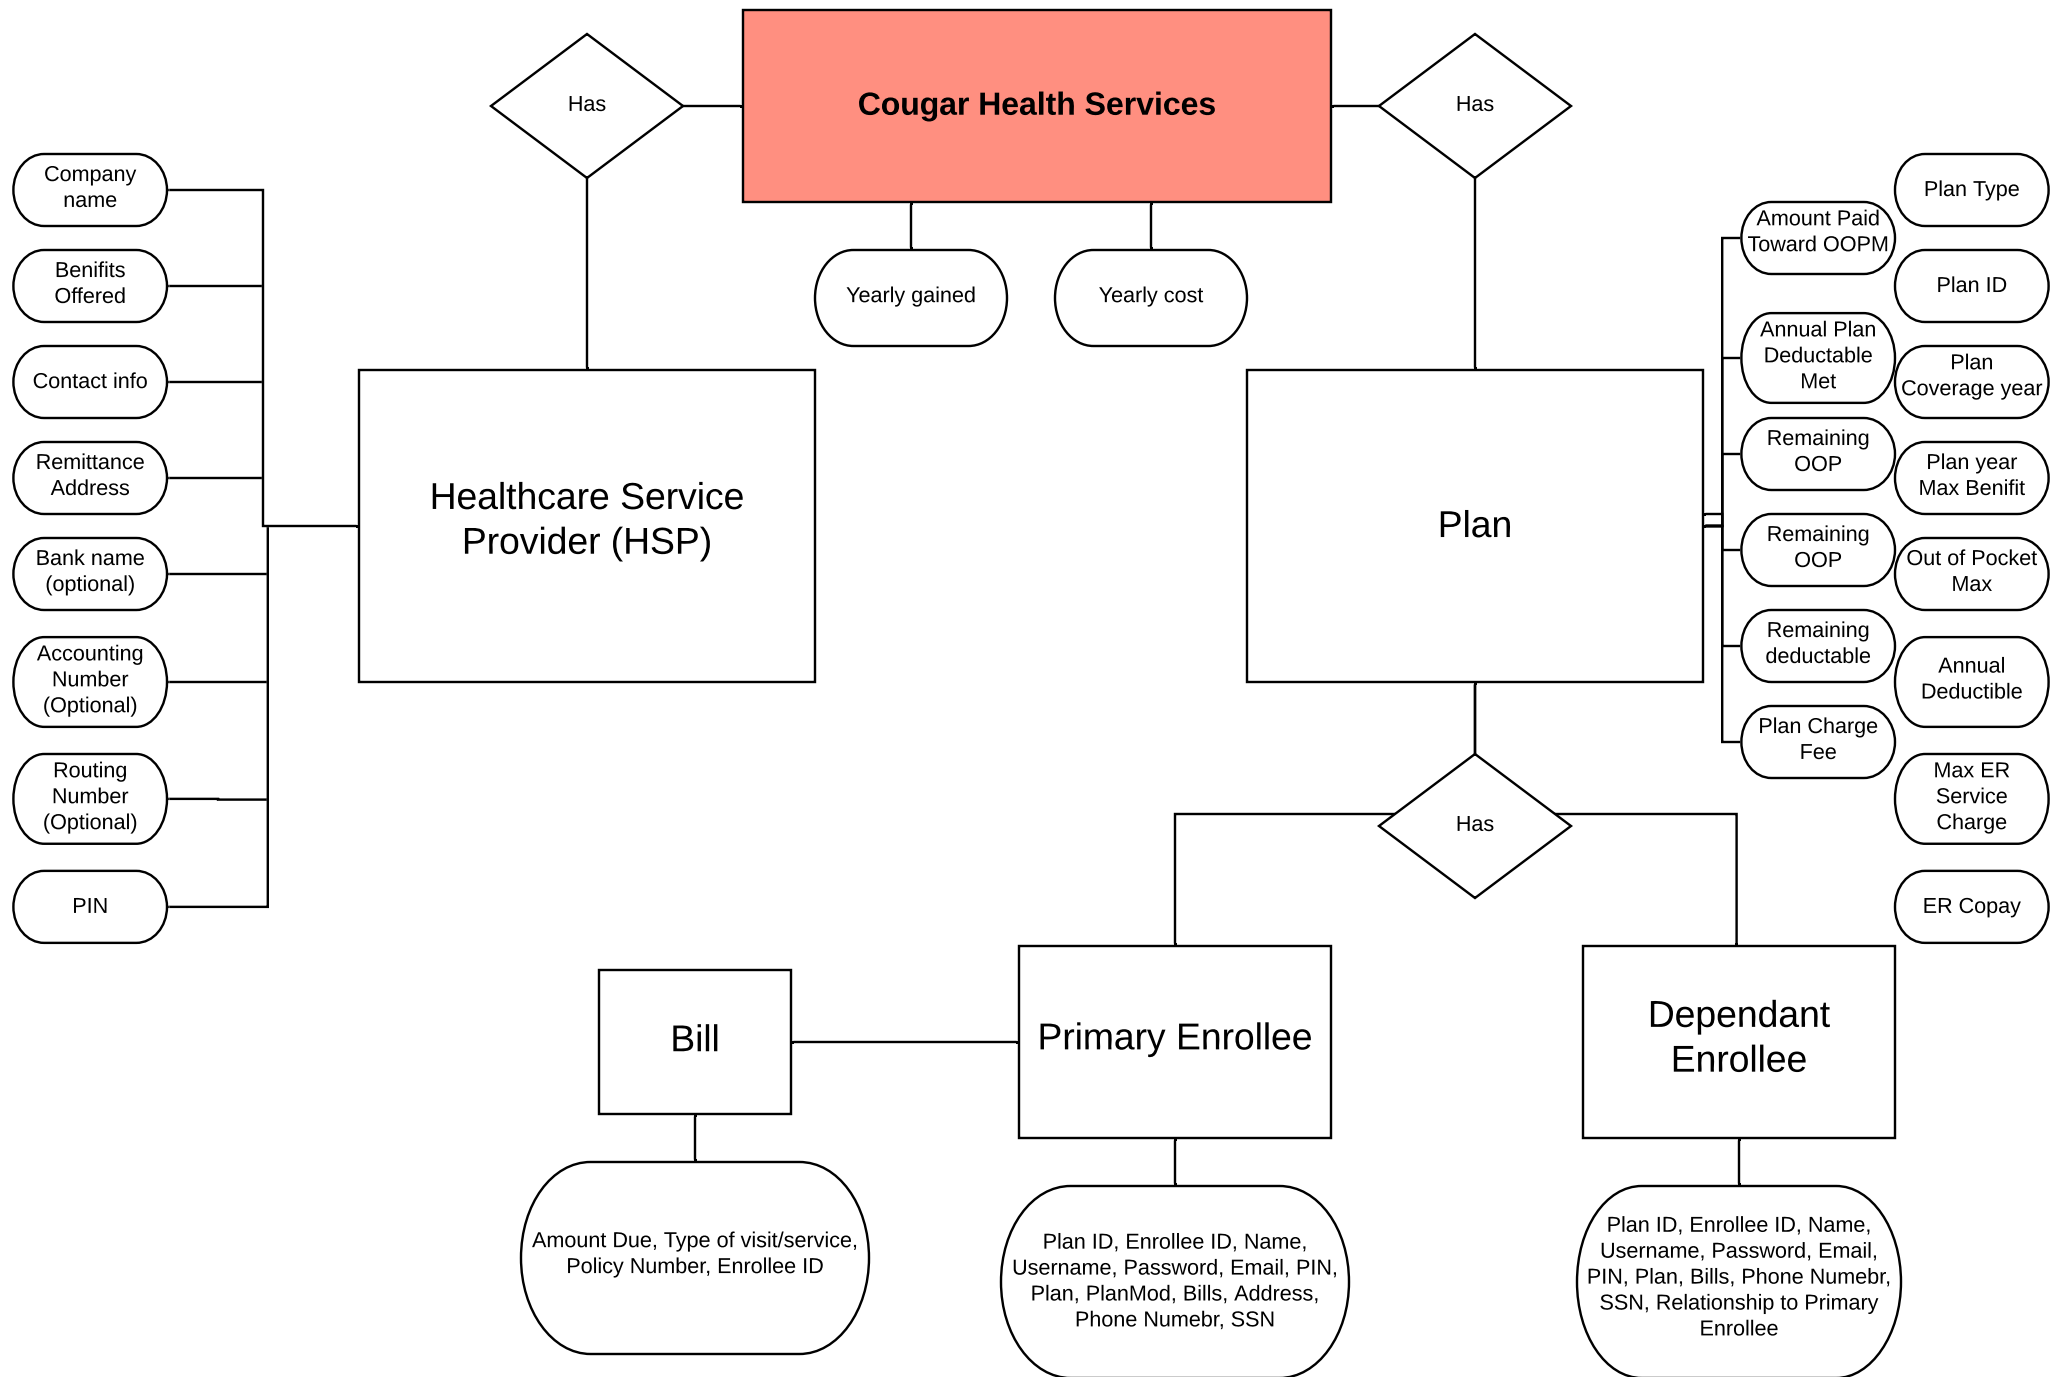 Cougar Health Services
Has
Has
Yearly gained
Yearly cost
Company
name
Benifits
Offered
Contact info
Remittance
Address
Bank name
(optional)
Accounting
Number
(Optional)
Routing
Number
(Optional)
PIN
Healthcare Service
Provider (HSP)
Plan
Amount Paid
Toward OOPM
Annual Plan
Deductable
Met
Remaining
OOP
Remaining
OOP
Remaining
deductable
Plan Charge
Fee
Plan Type
Plan ID
Plan
Coverage year
Plan year
Max Benifit
Out of Pocket
Max
Annual
Deductible
Max ER
Service
Charge
ER Copay
Has
Bill
Primary Enrollee
Dependant
Enrollee
Amount Due, Type of visit/service,
Policy Number, Enrollee ID
Plan ID, Enrollee ID, Name,
Username, Password, Email, PIN,
Plan, PlanMod, Bills, Address,
Phone Numebr, SSN
Plan ID, Enrollee ID, Name,
Username, Password, Email,
PIN, Plan, Bills, Phone Numebr,
SSN, Relationship to Primary
Enrollee